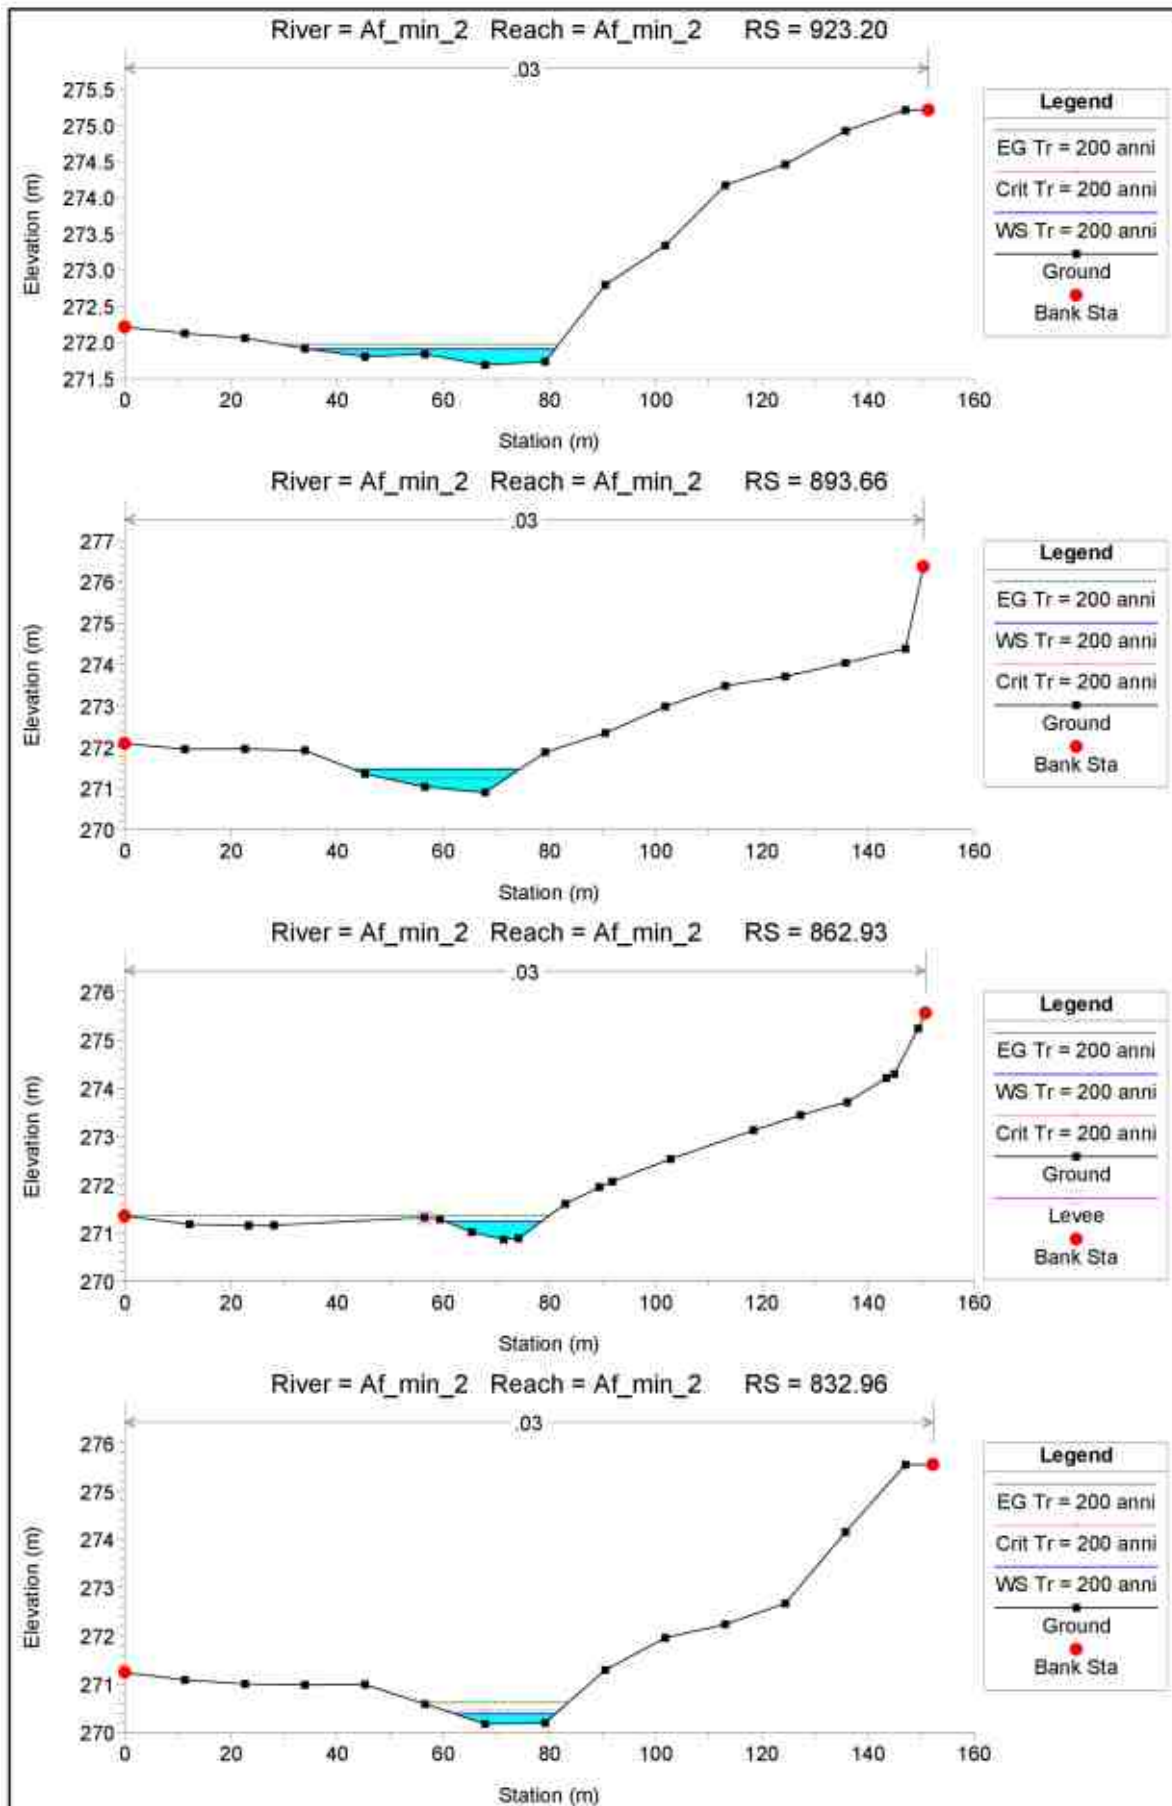 River = Af_min_2 Reach = Af_min_2 RS = 923.20
.03
275.5
275.0
274.5
274.0
273.5
273.0
272.5
272.0
271.5
Elevation (m)
0 20 40 60 80 100 120 140 160
Station (m)
Legend
EG Tr = 200 anni
Crit Tr = 200 anni
WS Tr = 200 anni
Ground
Bank Sta
River = Af_min_2 Reach = Af_min_2 RS = 893.66
.03
277
276
275
274
273
272
271
270
Elevation (m)
0 20 40 60 80 100 120 140 160
Station (m)
Legend
EG Tr = 200 anni
WS Tr = 200 anni
Crit Tr = 200 anni
Ground
Bank Sta
River = Af_min_2 Reach = Af_min_2 RS = 862.93
.03
276
275
274
273
272
271
270
Elevation (m)
0 20 40 60 80 100 120 140 160
Station (m)
Legend
EG Tr = 200 anni
WS Tr = 200 anni
Crit Tr = 200 anni
Ground
Levee
Bank Sta
River = Af_min_2 Reach = Af_min_2 RS = 832.96
.03
276
275
274
273
272
271
270
Elevation (m)
0 20 40 60 80 100 120 140 160
Station (m)
Legend
EG Tr = 200 anni
Crit Tr = 200 anni
WS Tr = 200 anni
Ground
Bank Sta